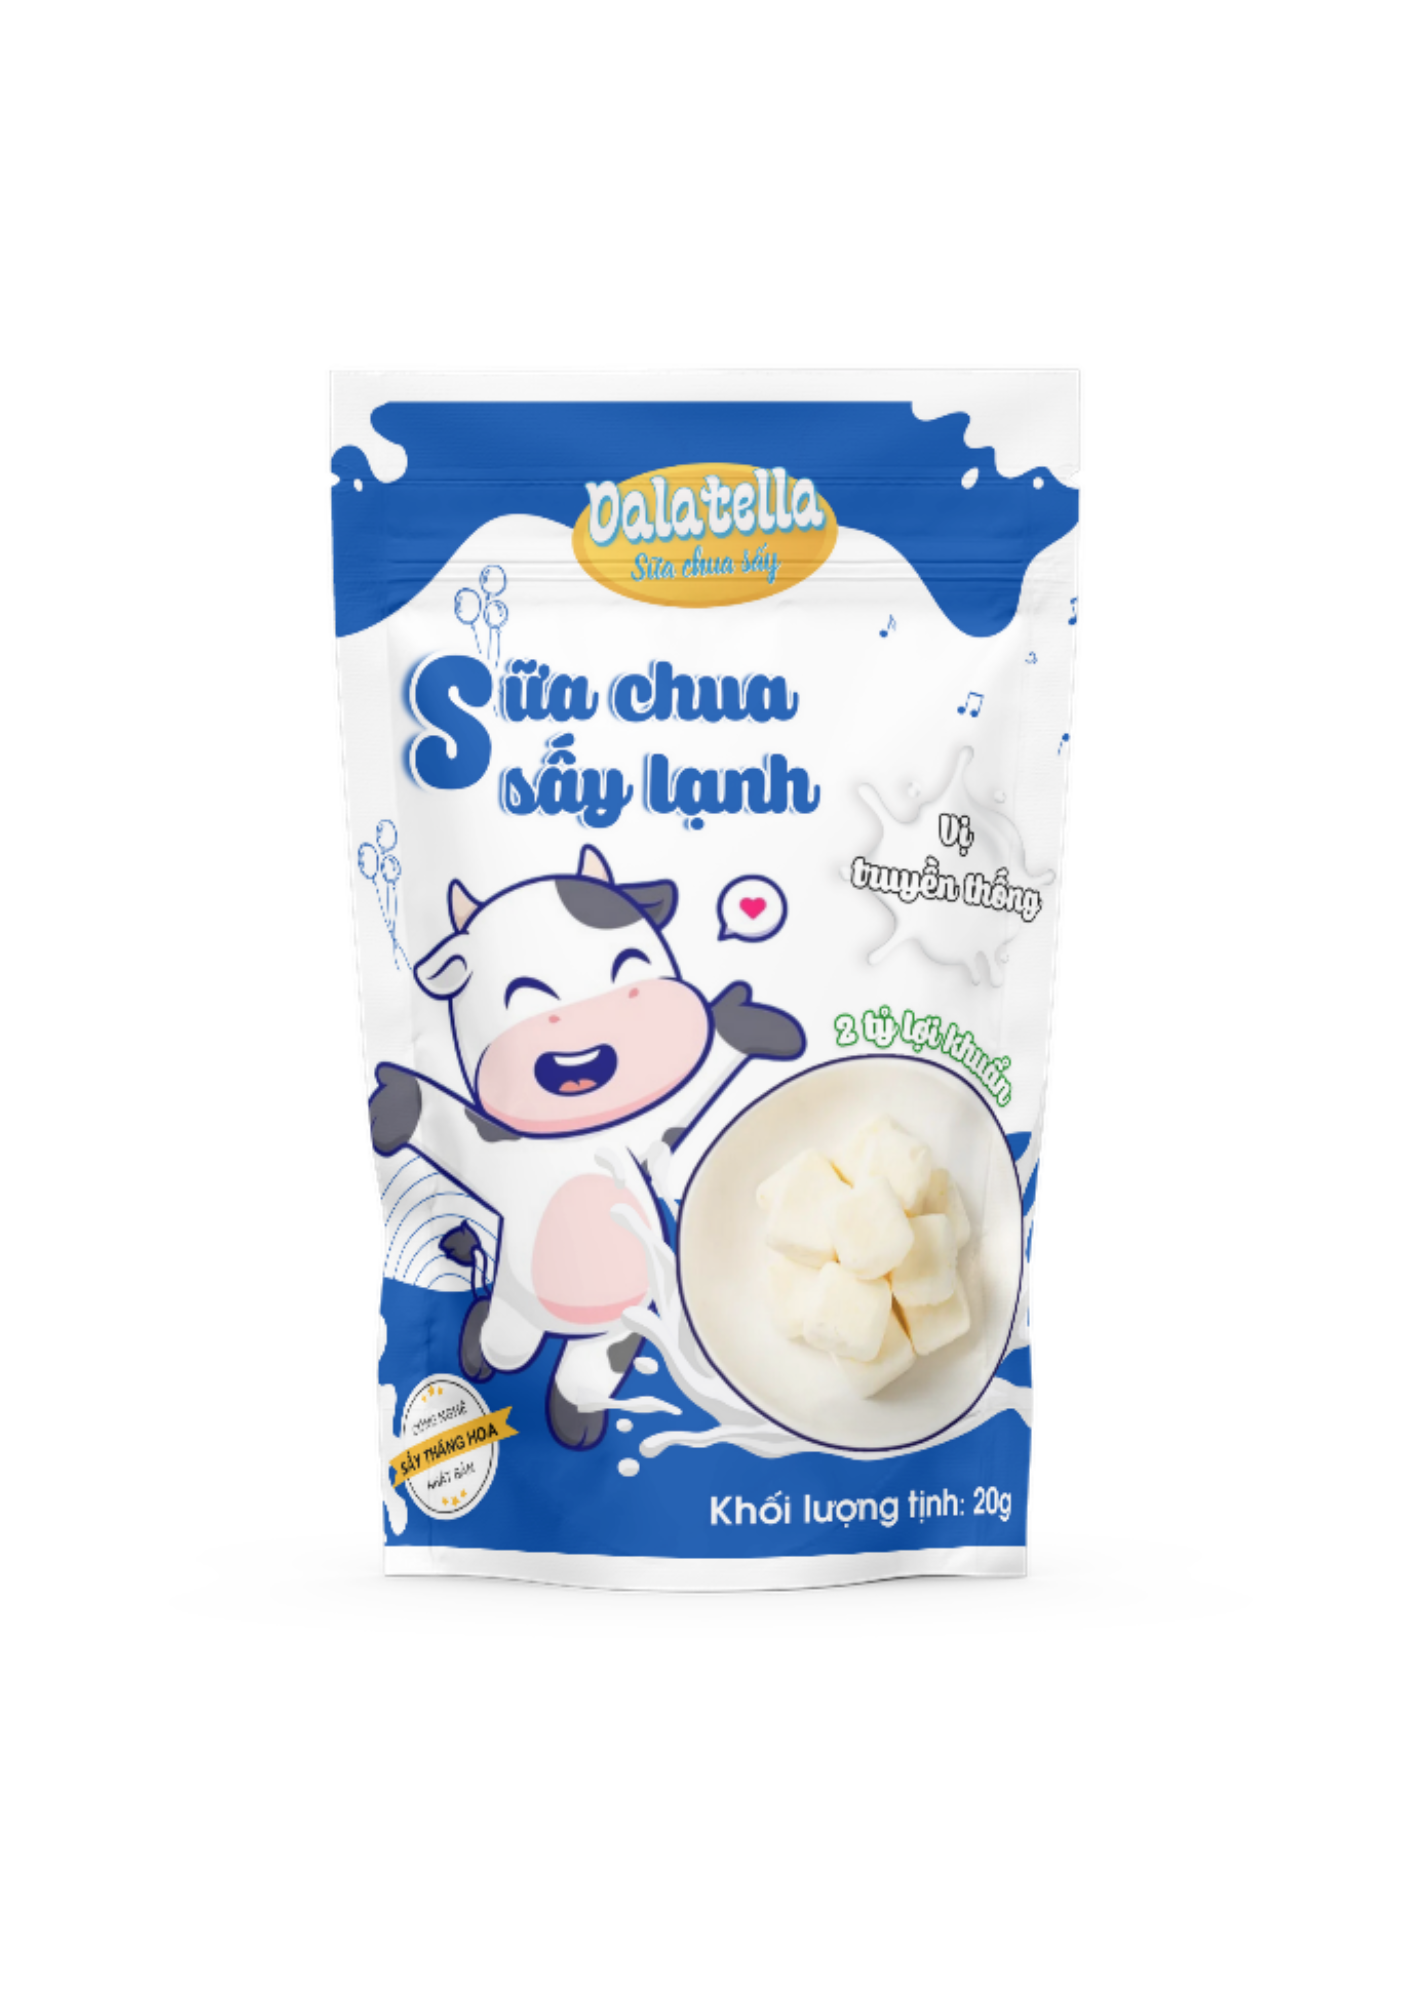 Dalatella
Sữa chua sấy
Sữa chua
sấy lạnh
Vị
truyền thống
2 tỷ lợi khuẩn
CÔNG NGHỆ
SẤY THĂNG HOA
NHẬT BẢN
Khối lượng tịnh: 20g